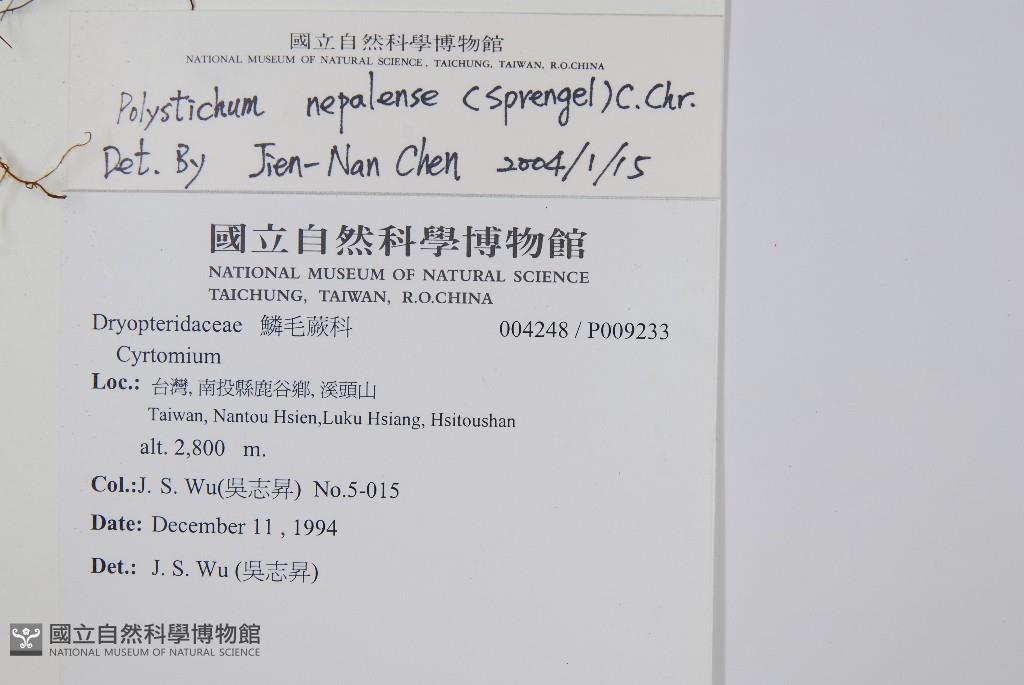 國立自然科學博物館
NATIONAL MUSEUM OF NATURAL SCIENCE, TAICHUNG, TAIWAN, R.O.CHINA
Polystichum nepalense (Sprengel) C. Chr.
Det. By Jien-Nan Chen 2004/1/15
國立自然科學博物館
NATIONAL MUSEUM OF NATURAL SCIENCE
TAICHUNG, TAIWAN, R.O.CHINA
Dryopteridaceae 鱗毛蕨科 004248 / P009233
Cyrtomium
Loc.: 台灣, 南投縣鹿谷鄉, 溪頭山
Taiwan, Nantou Hsien,Luku Hsiang, Hsitoushan
alt. 2,800 m.
Col.:J. S. Wu(吳志昇) No.5-015
Date: December 11 , 1994
Det.: J. S. Wu (吳志昇)
國立自然科學博物館
NATIONAL MUSEUM OF NATURAL SCIENCE